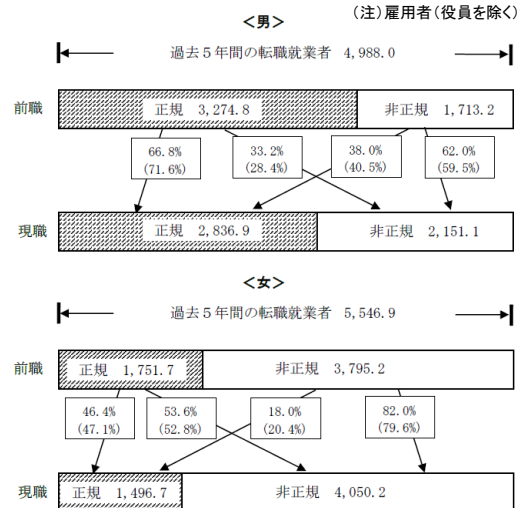 (注)雇用者(役員を除く)
<男>
過去5年間の転職就業者 4,988.0
前職 正規 3,274.8 非正規 1,713.2
66.8% 33.2% 38.0% 62.0%
(71.6%) (28.4%) (40.5%) (59.5%)
現職 正規 2,836.9 非正規 2,151.1
<女>
過去5年間の転職就業者 5,546.9
前職 正規 1,751.7 非正規 3,795.2
46.4% 53.6% 18.0% 82.0%
(47.1%) (52.8%) (20.4%) (79.6%)
現職 正規 1,496.7 非正規 4,050.2